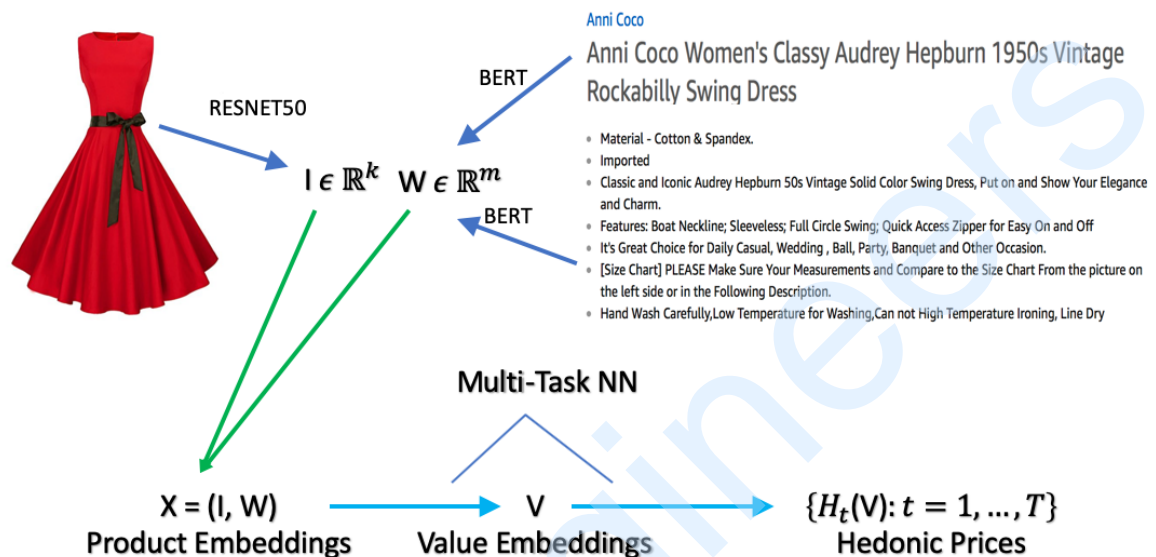 Anni Coco
Anni Coco Women's Classy Audrey Hepburn 1950s Vintage
Rockabilly Swing Dress
BERT
RESNET50
• Material - Cotton & Spandex.
• Imported
• Classic and Iconic Audrey Hepburn 50s Vintage Solid Color Swing Dress, Put on and Show Your Elegance
and Charm.
• Features: Boat Neckline; Sleeveless; Full Circle Swing; Quick Access Zipper for Easy On and Off
• It's Great Choice for Daily Casual, Wedding , Ball, Party, Banquet and Other Occasion.
• [Size Chart] PLEASE Make Sure Your Measurements and Compare to the Size Chart From the picture on
the left side or in the Following Description.
• Hand Wash Carefully,Low Temperature for Washing,Can not High Temperature Ironing, Line Dry
I ϵ ℝᵏ W ϵ ℝᵐ
BERT
Multi-Task NN
X = (I, W)
Product Embeddings
V
Value Embeddings
{Hₜ(V): t = 1, ..., T}
Hedonic Prices